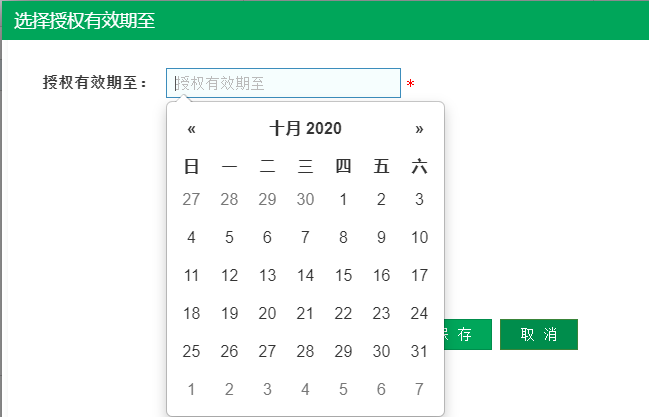 选择授权有效期至
授权有效期至： 授权有效期至 *
« 十月 2020 »
日 一 二 三 四 五 六
27 28 29 30 1 2 3
4 5 6 7 8 9 10
11 12 13 14 15 16 17
18 19 20 21 22 23 24
保 存 取 消
25 26 27 28 29 30 31
1 2 3 4 5 6 7